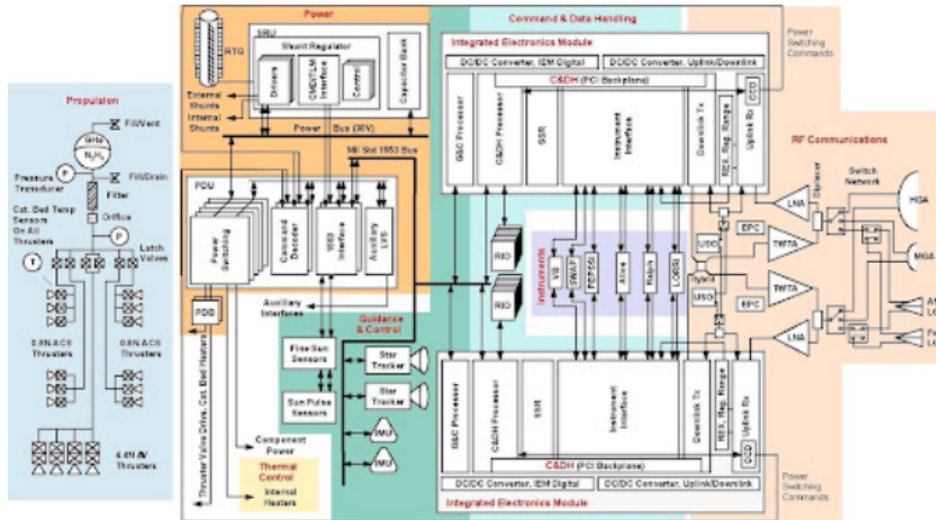 Propulsion
Fill/Vent
GHe
N₂H₄
Pressure
Transducer
P
Fill/Drain
Filter
Cat. Bed Temp
Sensors
On All
Thrusters
Orifice
P
Latch
Valves
T
0.8N ACS
Thrusters
0.8N ACS
Thrusters
4.4N ΔV
Thrusters
Power
RTG
SRU
Shunt Regulator
Drivers
CMD/TLM
Interface
Control
Capacitor Bank
External
Shunts
Internal
Shunts
Power Bus (30V)
Mil Std 1553 Bus
PDU
Power
Switching
Command
Decoder
1553
Interface
Auxiliary
LVS
PDB
Auxiliary
Interfaces
Thruster Valve Drive, Cat. Bed Heaters
Component
Power
Thermal
Control
Internal
Heaters
Guidance
& Control
Fine Sun
Sensors
Sun Pulse
Sensors
Star
Tracker
Star
Tracker
IMU
IMU
Command & Data Handling
Integrated Electronics Module
DC/DC Converter, IEM Digital
DC/DC Converter, Uplink/Downlink
C&DH (PCI Backplane)
G&C Processor
C&DH Processor
SSR
Instrument
Interface
Downlink Tx
REX, Reg. Range
Uplink Rx
CCD
RIO
RIO
Instruments
SWAP
PEPSSI
Alice
Ralph
LORRI
USO
Hybrid
USO
Power
Switching
Commands
RF Communications
Diplexer
Switch
Network
LNA
EPC
TWTA
HGA
MGA
TWTA
EPC
LNA
G&C Processor
C&DH Processor
SSR
Instrument
Interface
Downlink Tx
REX, Reg. Range
Uplink Rx
CCD
C&DH (PCI Backplane)
DC/DC Converter, IEM Digital
DC/DC Converter, Uplink/Downlink
Integrated Electronics Module
Power
Switching
Commands